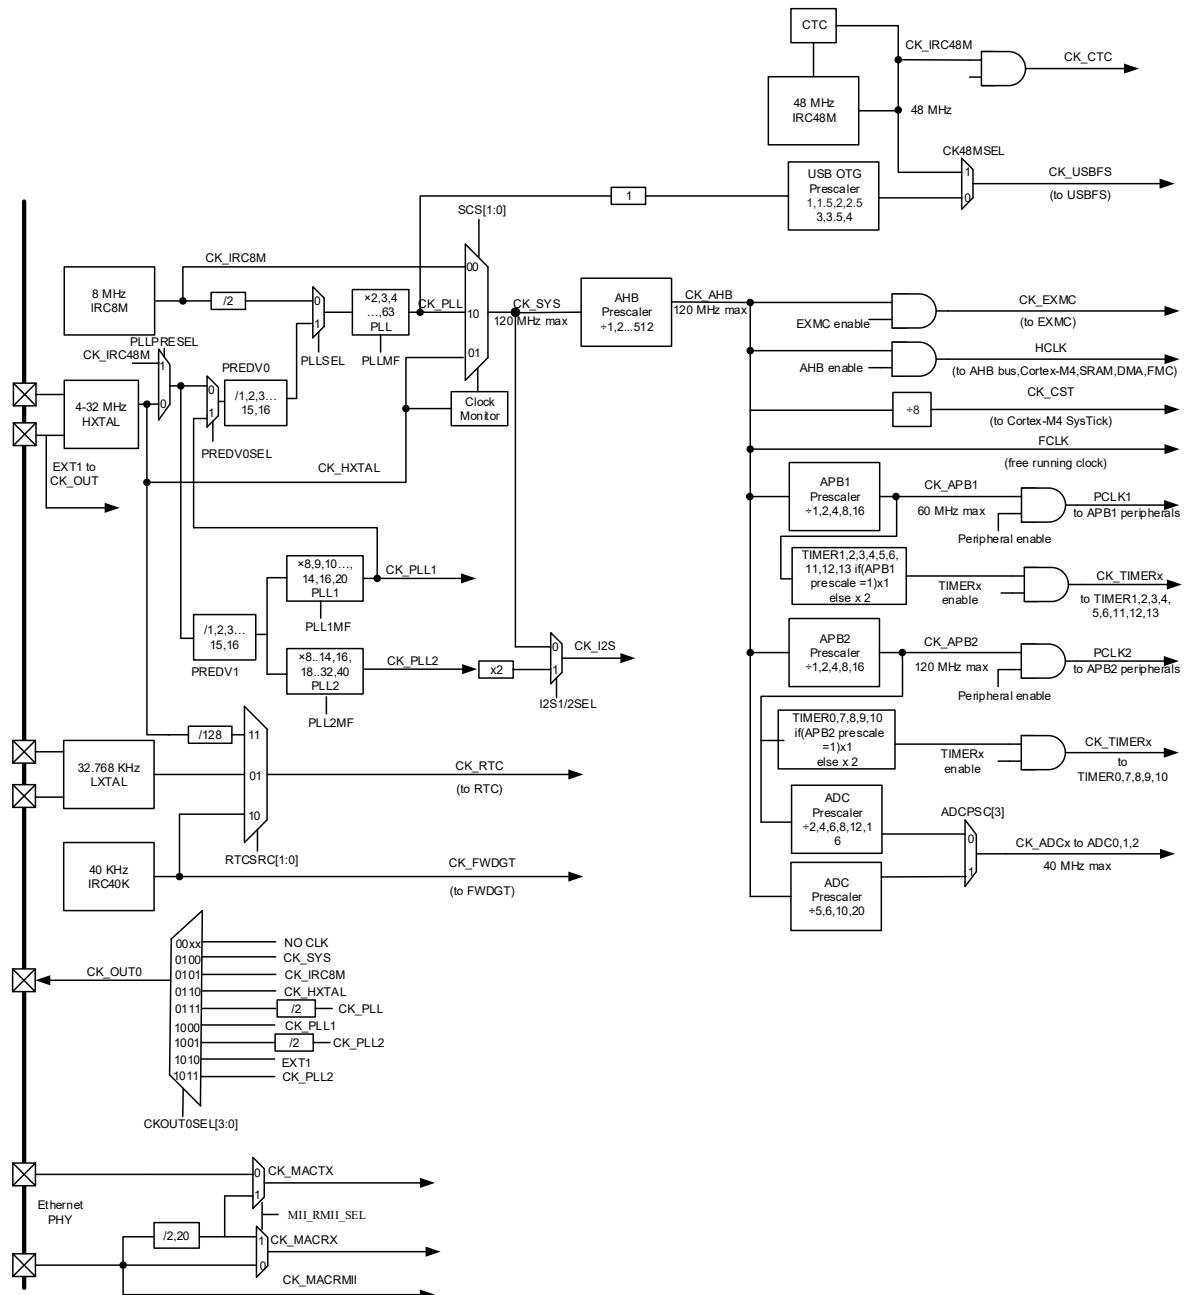 CTC
CK_IRC48M
CK_CTC
48 MHz
IRC48M
48 MHz
CK48MSEL
1
0
CK_USBFS
(to USBFS)
USB OTG
Prescaler
1,1.5,2,2.5
3,3.5,4
1
SCS[1:0]
CK_IRC8M
00
10
01
8 MHz
IRC8M
/2
0
1
PLLSEL
×2,3,4
…,63
PLL
PLLMF
CK_PLL
CK_SYS
120 MHz max
AHB
Prescaler
÷1,2...512
CK_AHB
120 MHz max
EXMC enable
CK_EXMC
(to EXMC)
AHB enable
HCLK
(to AHB bus,Cortex-M4,SRAM,DMA,FMC)
÷8
CK_CST
(to Cortex-M4 SysTick)
FCLK
(free running clock)
PLLPRESEL
CK_IRC48M
1
0
4-32 MHz
HXTAL
PREDV0
0
1
/1,2,3…
15,16
PREDV0SEL
Clock
Monitor
EXT1 to
CK_OUT
CK_HXTAL
APB1
Prescaler
÷1,2,4,8,16
CK_APB1
60 MHz max
Peripheral enable
PCLK1
to APB1 peripherals
TIMER1,2,3,4,5,6,
11,12,13 if(APB1
prescale =1)x1
else x 2
TIMERx
enable
CK_TIMERx
to TIMER1,2,3,4,
5,6,11,12,13
×8,9,10…,
14,16,20
PLL1
PLL1MF
CK_PLL1
/1,2,3…
15,16
PREDV1
×8..14,16,
18..32,40
PLL2
PLL2MF
CK_PLL2
x2
0
1
CK_I2S
I2S1/2SEL
APB2
Prescaler
÷1,2,4,8,16
CK_APB2
120 MHz max
Peripheral enable
PCLK2
to APB2 peripherals
TIMER0,7,8,9,10
if(APB2 prescale
=1)x1
else x 2
TIMERx
enable
CK_TIMERx
to
TIMER0,7,8,9,10
/128
11
01
10
32.768 KHz
LXTAL
CK_RTC
(to RTC)
RTCSRC[1:0]
ADC
Prescaler
÷2,4,6,8,12,1
6
ADCPSC[3]
0
1
CK_ADCx to ADC0,1,2
40 MHz max
ADC
Prescaler
÷5,6,10,20
40 KHz
IRC40K
CK_FWDGT
(to FWDGT)
CK_OUT0
00xx
NO CLK
0100
CK_SYS
0101
CK_IRC8M
0110
CK_HXTAL
0111
/2
CK_PLL
1000
CK_PLL1
1001
/2
CK_PLL2
1010
EXT1
1011
CK_PLL2
CKOUT0SEL[3:0]
Ethernet
PHY
0
1
CK_MACTX
MII_RMII_SEL
/2,20
1
0
CK_MACRX
CK_MACRMII